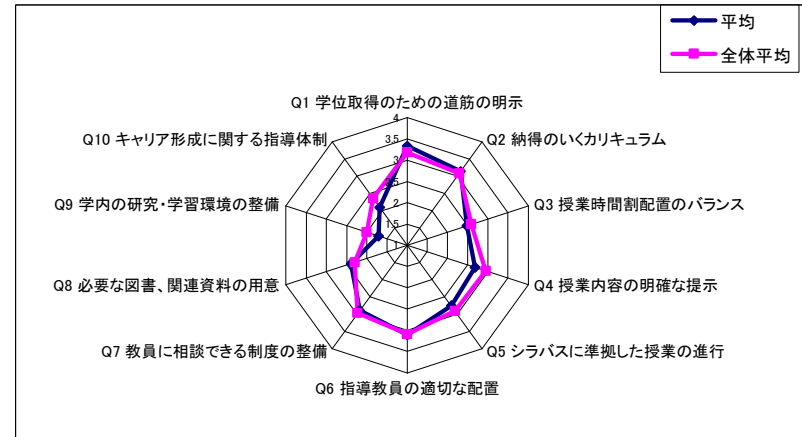 平均
全体平均
Q1 学位取得のための道筋の明示
Q2 納得のいくカリキュラム
Q3 授業時間割配置のバランス
Q4 授業内容の明確な提示
Q5 シラバスに準拠した授業の進行
Q6 指導教員の適切な配置
Q7 教員に相談できる制度の整備
Q8 必要な図書、関連資料の用意
Q9 学内の研究・学習環境の整備
Q10 キャリア形成に関する指導体制
4
3.5
3
2.5
2
1.5
1